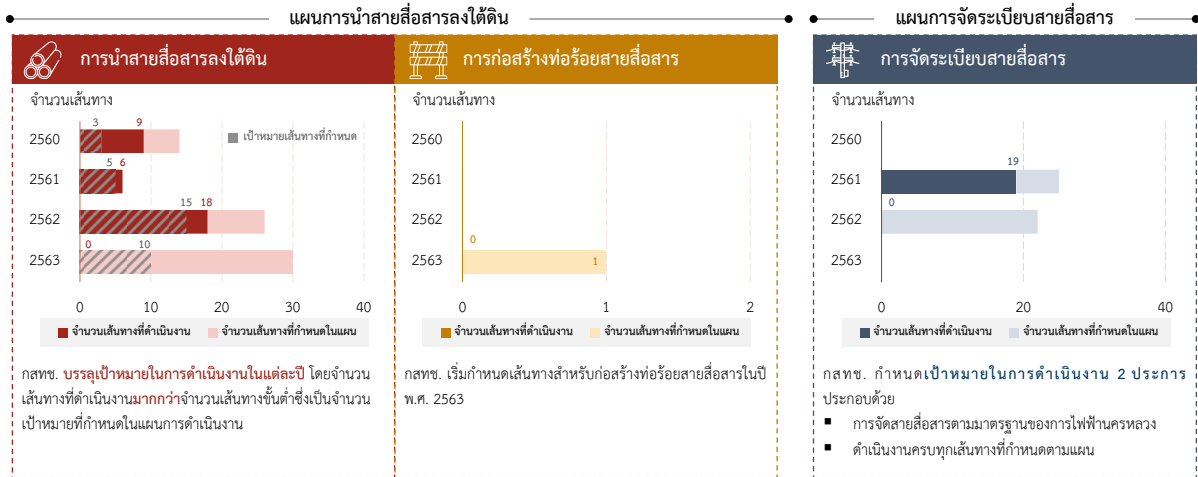 แผนการนำสายสื่อสารลงใต้ดิน
แผนการจัดระเบียบสายสื่อสาร
การนำสายสื่อสารลงใต้ดิน
จำนวนเส้นทาง
เป้าหมายเส้นทางที่กำหนด
2560
3
9
2561
5
6
2562
15
18
2563
0
10
0
10
20
30
40
จำนวนเส้นทางที่ดำเนินงาน
จำนวนเส้นทางที่กำหนดในแผน
กสทช. บรรลุเป้าหมายในการดำเนินงานในแต่ละปี โดยจำนวน
เส้นทางที่ดำเนินงานมากกว่าจำนวนเส้นทางขั้นต่ำซึ่งเป็นจำนวน
เป้าหมายที่กำหนดในแผนการดำเนินงาน
การก่อสร้างท่อร้อยสายสื่อสาร
จำนวนเส้นทาง
2560
2561
2562
2563
0
1
0
1
2
จำนวนเส้นทางที่ดำเนินงาน
จำนวนเส้นทางที่กำหนดในแผน
กสทช. เริ่มกำหนดเส้นทางสำหรับก่อสร้างท่อร้อยสายสื่อสารในปี
พ.ศ. 2563
การจัดระเบียบสายสื่อสาร
จำนวนเส้นทาง
2560
2561
19
2562
0
2563
0
20
40
จำนวนเส้นทางที่ดำเนินงาน
จำนวนเส้นทางที่กำหนดในแผน
กสทช. กำหนดเป้าหมายในการดำเนินงาน 2 ประการ
ประกอบด้วย
▪ การจัดสายสื่อสารตามมาตรฐานของการไฟฟ้านครหลวง
▪ ดำเนินงานครบทุกเส้นทางที่กำหนดตามแผน